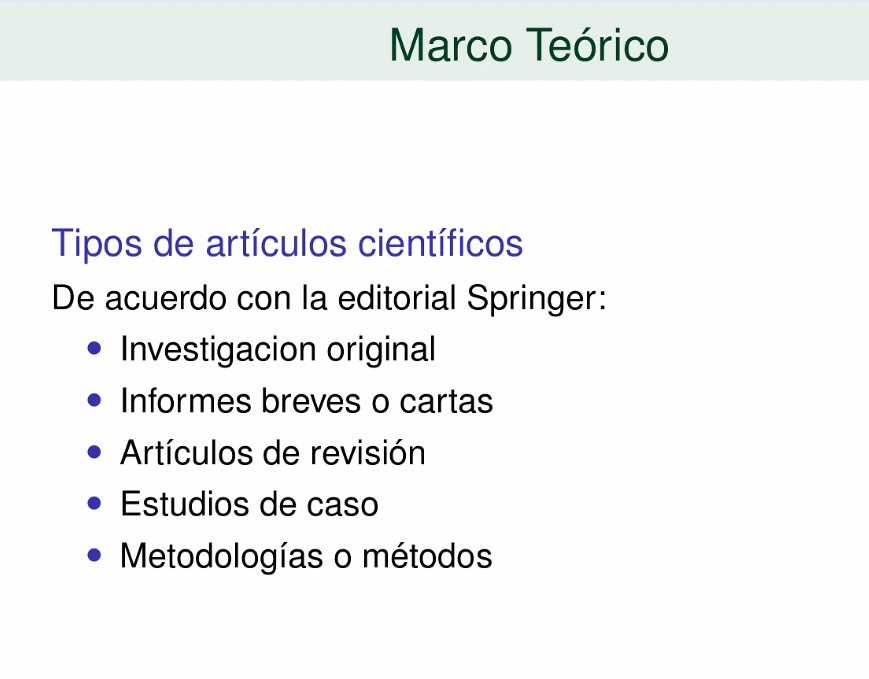 Marco Teórico
Tipos de artículos científicos
De acuerdo con la editorial Springer:
• Investigacion original
• Informes breves o cartas
• Artículos de revisión
• Estudios de caso
• Metodologías o métodos